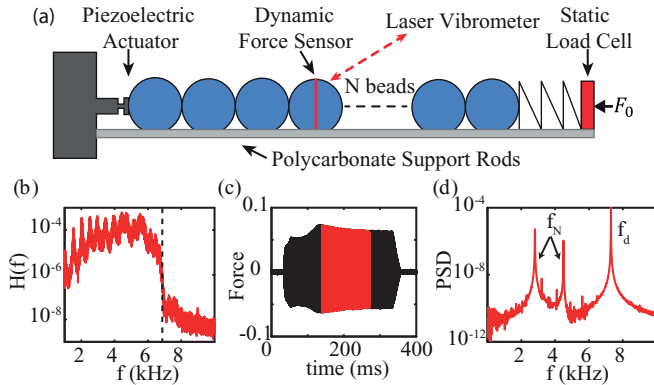 (a)
Piezoelectric
Actuator
Dynamic
Force Sensor
Laser Vibrometer
Static
Load Cell
N beads
F₀
Polycarbonate Support Rods
(b)
H(f)
10⁻⁴
10⁻⁶
10⁻⁸
2 4 6 8
f (kHz)
(c)
Force
0.1
0
-0.1
0 200 400
time (ms)
(d)
PSD
10⁻⁴
10⁻⁸
10⁻¹²
f_N
f_d
2 4 6 8
f (kHz)